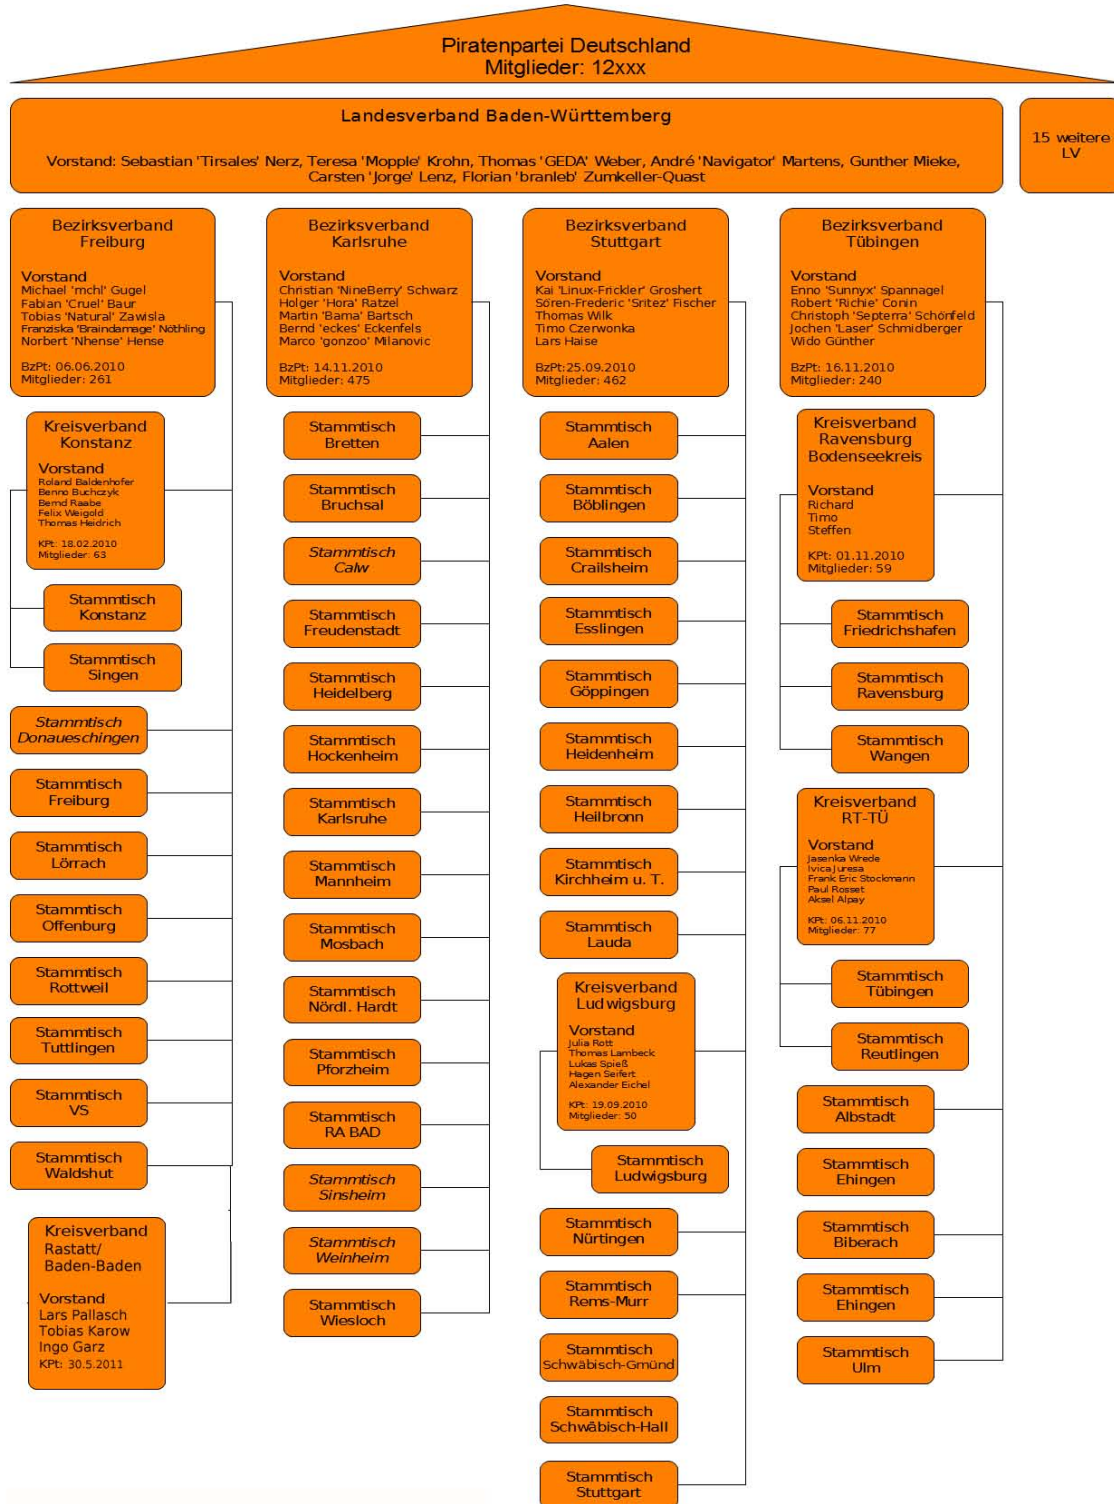 Piratenpartei Deutschland
Mitglieder: 12xxx
Landesverband Baden-Württemberg
Vorstand: Sebastian 'Tirsales' Nerz, Teresa 'Mopple' Krohn, Thomas 'GEDA' Weber, André 'Navigator' Martens, Gunther Mieke,
Carsten 'Jorge' Lenz, Florian 'branleb' Zumkeller-Quast
15 weitere
LV
Bezirksverband
Freiburg
Vorstand
Michael 'mchl' Gugel
Fabian 'Cruel' Baur
Tobias 'Natural' Zawisla
Franziska 'Braindamage' Nöthling
Norbert 'Nhense' Hense
BzPt: 06.06.2010
Mitglieder: 261
Kreisverband
Konstanz
Vorstand
Roland Baldenhofer
Benno Buchczyk
Bernd Raabe
Felix Weigold
Thomas Heidrich
KPt: 18.02.2010
Mitglieder: 63
Stammtisch
Konstanz
Stammtisch
Singen
Stammtisch
Donaueschingen
Stammtisch
Freiburg
Stammtisch
Lörrach
Stammtisch
Offenburg
Stammtisch
Rottweil
Stammtisch
Tuttlingen
Stammtisch
VS
Stammtisch
Waldshut
Kreisverband
Rastatt/
Baden-Baden
Vorstand
Lars Pallasch
Tobias Karow
Ingo Garz
KPt: 30.5.2011
Bezirksverband
Karlsruhe
Vorstand
Christian 'NineBerry' Schwarz
Holger 'Hora' Ratzel
Martin 'Bama' Bartsch
Bernd 'eckes' Eckenfels
Marco 'gonzoo' Milanovic
BzPt: 14.11.2010
Mitglieder: 475
Stammtisch
Bretten
Stammtisch
Bruchsal
Stammtisch
Calw
Stammtisch
Freudenstadt
Stammtisch
Heidelberg
Stammtisch
Hockenheim
Stammtisch
Karlsruhe
Stammtisch
Mannheim
Stammtisch
Mosbach
Stammtisch
Nördl. Hardt
Stammtisch
Pforzheim
Stammtisch
RA BAD
Stammtisch
Sinsheim
Stammtisch
Weinheim
Stammtisch
Wiesloch
Bezirksverband
Stuttgart
Vorstand
Kai 'Linux-Frickler' Groshert
Sören-Frederic 'Sritez' Fischer
Thomas Wilk
Timo Czerwonka
Lars Haise
BzPt:25.09.2010
Mitglieder: 462
Stammtisch
Aalen
Stammtisch
Böblingen
Stammtisch
Crailsheim
Stammtisch
Esslingen
Stammtisch
Göppingen
Stammtisch
Heidenheim
Stammtisch
Heilbronn
Stammtisch
Kirchheim u. T.
Stammtisch
Lauda
Kreisverband
Ludwigsburg
Vorstand
Julia Rott
Thomas Lambeck
Lukas Spieß
Hagen Seifert
Alexander Eichel
KPt: 19.09.2010
Mitglieder: 50
Stammtisch
Ludwigsburg
Stammtisch
Nürtingen
Stammtisch
Rems-Murr
Stammtisch
Schwäbisch-Gmünd
Stammtisch
Schwäbisch-Hall
Stammtisch
Stuttgart
Bezirksverband
Tübingen
Vorstand
Enno 'Sunnyx' Spannagel
Robert 'Richie' Conin
Christoph 'Septerra' Schönfeld
Jochen 'Laser' Schmidberger
Wido Günther
BzPt: 16.11.2010
Mitglieder: 240
Kreisverband
Ravensburg
Bodenseekreis
Vorstand
Richard
Timo
Steffen
KPt: 01.11.2010
Mitglieder: 59
Stammtisch
Friedrichshafen
Stammtisch
Ravensburg
Stammtisch
Wangen
Kreisverband
RT-TÜ
Vorstand
Jasenka Wrede
Ivica Juresa
Frank Eric Stockmann
Paul Rosset
Aksel Alpay
KPt: 06.11.2010
Mitglieder: 77
Stammtisch
Tübingen
Stammtisch
Reutlingen
Stammtisch
Albstadt
Stammtisch
Ehingen
Stammtisch
Biberach
Stammtisch
Ehingen
Stammtisch
Ulm